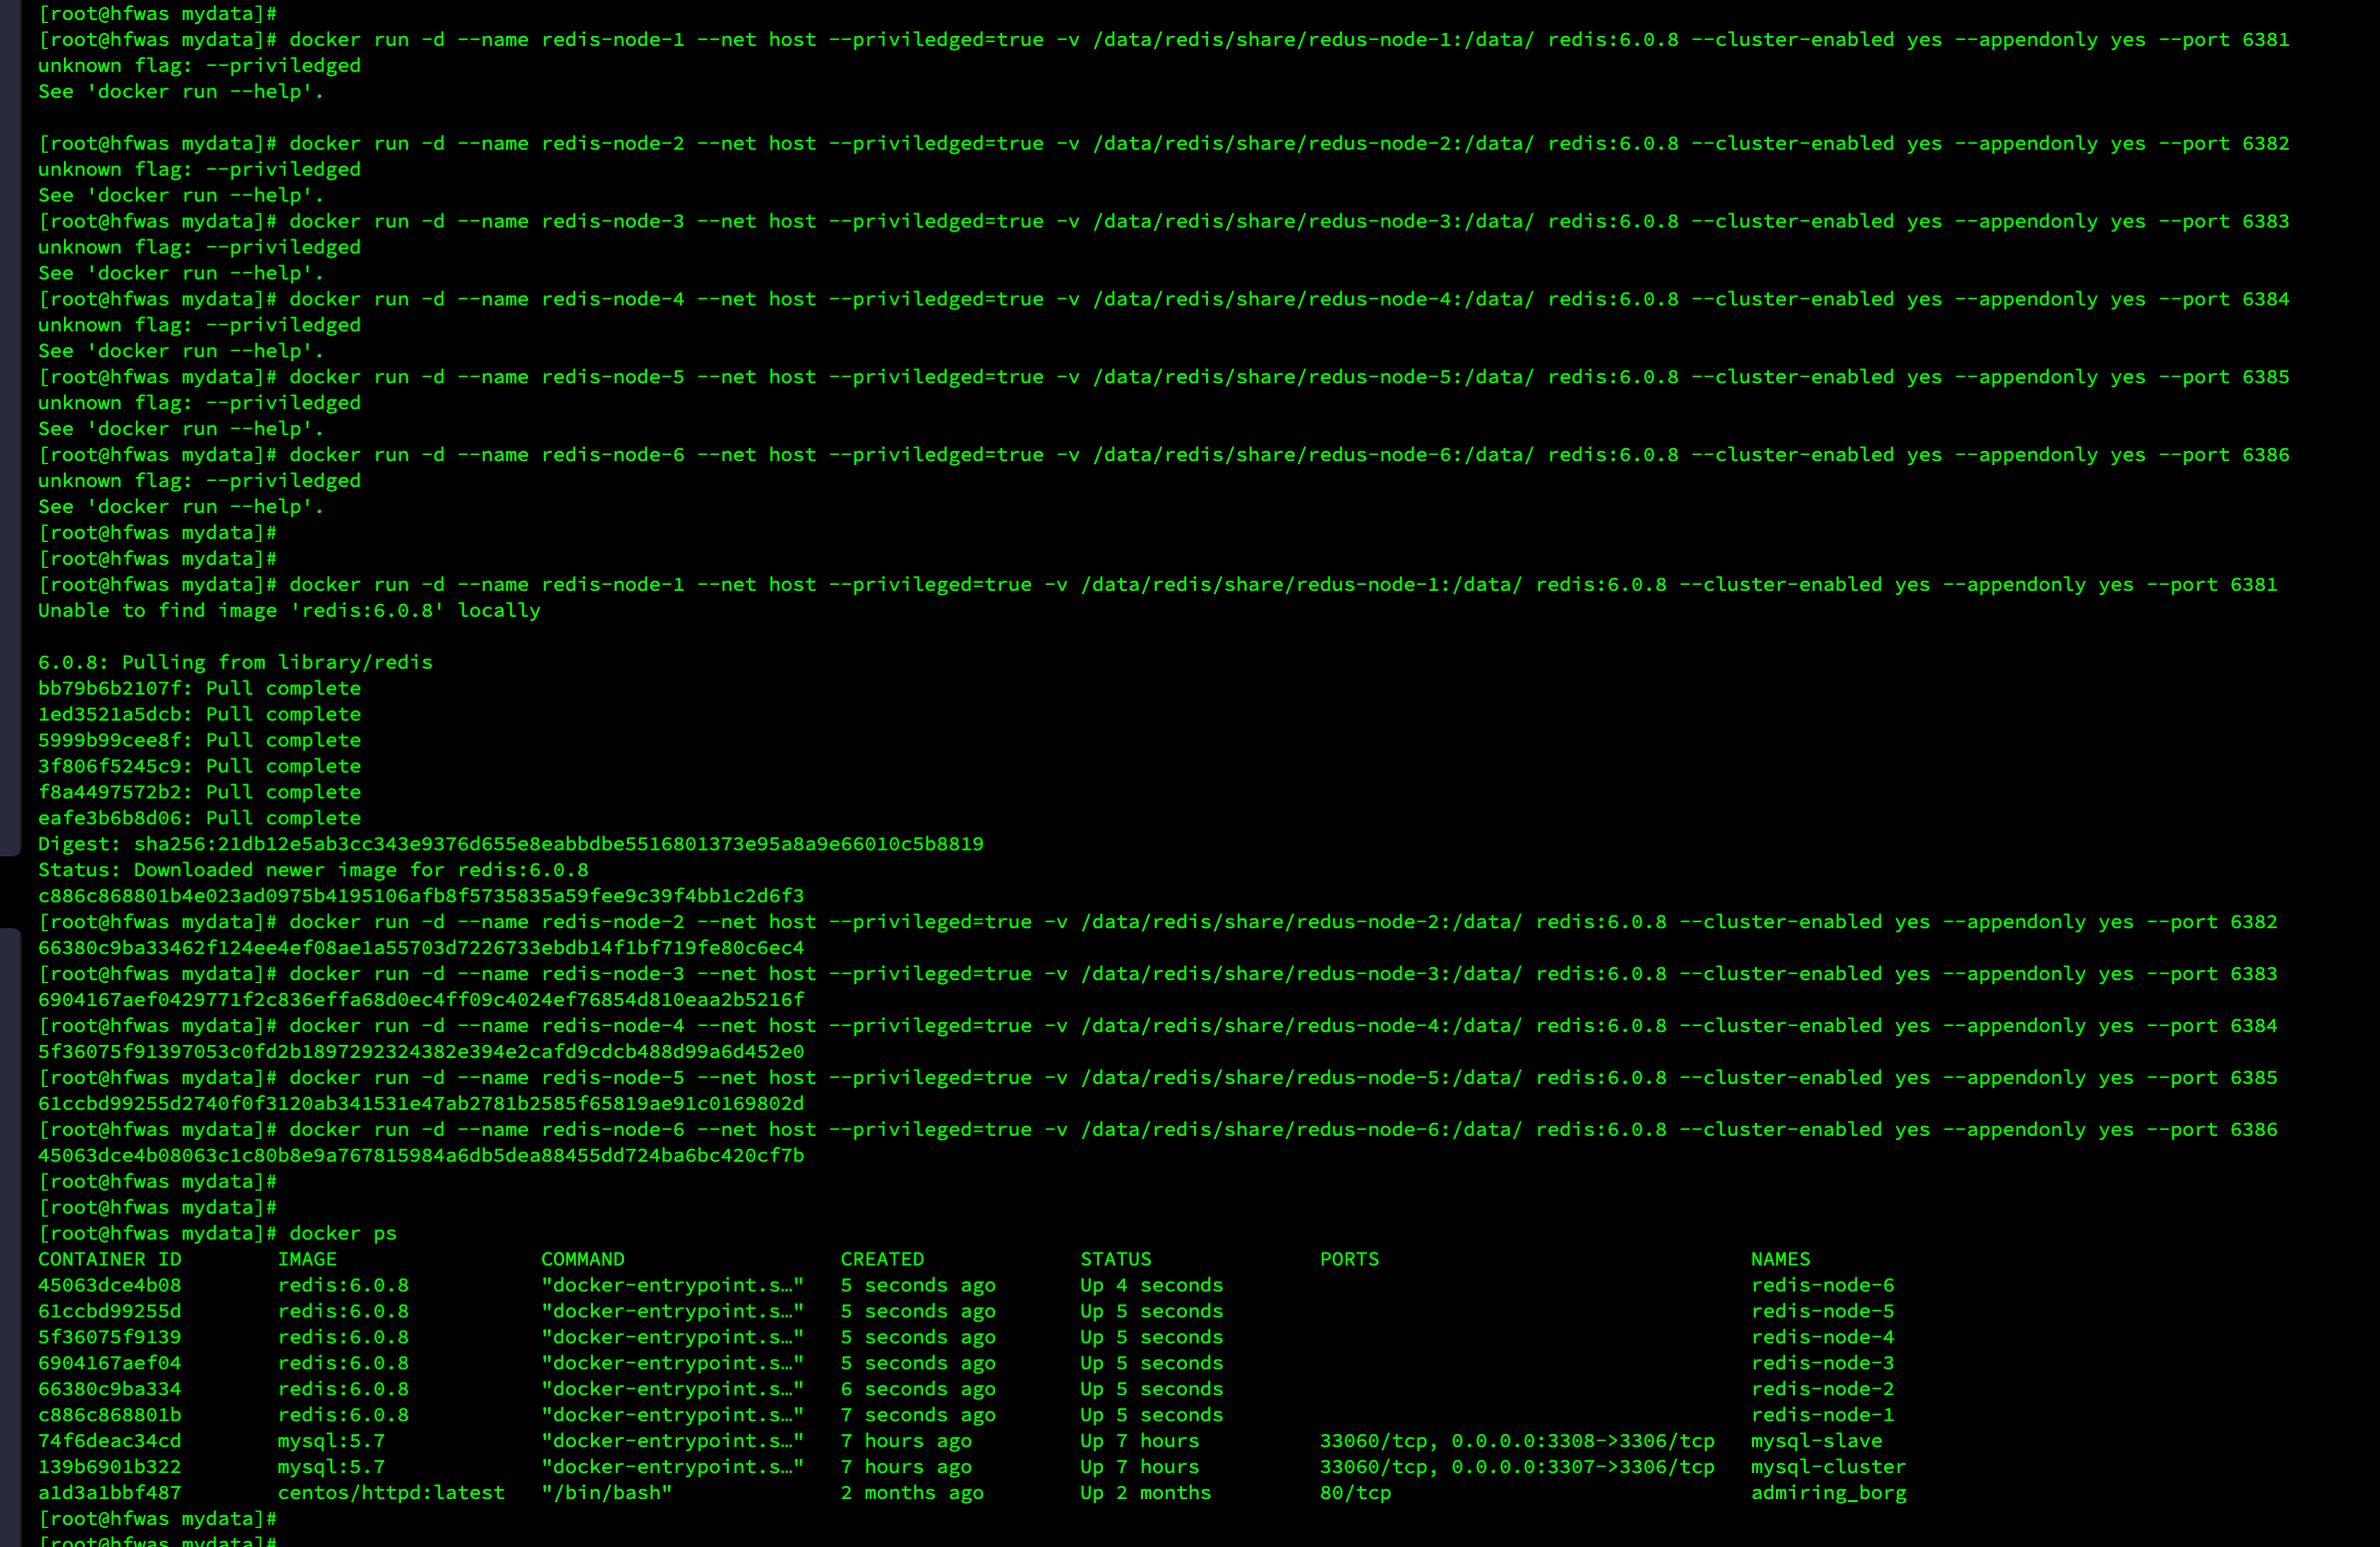 [root@hfwas mydata]#
[root@hfwas mydata]# docker run -d --name redis-node-1 --net host --priviledged=true -v /data/redis/share/redus-node-1:/data/ redis:6.0.8 --cluster-enabled yes --appendonly yes --port 6381
unknown flag: --priviledged
See 'docker run --help'.
[root@hfwas mydata]# docker run -d --name redis-node-2 --net host --priviledged=true -v /data/redis/share/redus-node-2:/data/ redis:6.0.8 --cluster-enabled yes --appendonly yes --port 6382
unknown flag: --priviledged
See 'docker run --help'.
[root@hfwas mydata]# docker run -d --name redis-node-3 --net host --priviledged=true -v /data/redis/share/redus-node-3:/data/ redis:6.0.8 --cluster-enabled yes --appendonly yes --port 6383
unknown flag: --priviledged
See 'docker run --help'.
[root@hfwas mydata]# docker run -d --name redis-node-4 --net host --priviledged=true -v /data/redis/share/redus-node-4:/data/ redis:6.0.8 --cluster-enabled yes --appendonly yes --port 6384
unknown flag: --priviledged
See 'docker run --help'.
[root@hfwas mydata]# docker run -d --name redis-node-5 --net host --priviledged=true -v /data/redis/share/redus-node-5:/data/ redis:6.0.8 --cluster-enabled yes --appendonly yes --port 6385
unknown flag: --priviledged
See 'docker run --help'.
[root@hfwas mydata]# docker run -d --name redis-node-6 --net host --priviledged=true -v /data/redis/share/redus-node-6:/data/ redis:6.0.8 --cluster-enabled yes --appendonly yes --port 6386
unknown flag: --priviledged
See 'docker run --help'.
[root@hfwas mydata]#
[root@hfwas mydata]#
[root@hfwas mydata]# docker run -d --name redis-node-1 --net host --privileged=true -v /data/redis/share/redus-node-1:/data/ redis:6.0.8 --cluster-enabled yes --appendonly yes --port 6381
Unable to find image 'redis:6.0.8' locally
6.0.8: Pulling from library/redis
bb79b6b2107f: Pull complete
1ed3521a5dcb: Pull complete
5999b99cee8f: Pull complete
3f806f5245c9: Pull complete
f8a4497572b2: Pull complete
eafe3b6b8d06: Pull complete
Digest: sha256:21db12e5ab3cc343e9376d655e8eabbdbe5516801373e95a8a9e66010c5b8819
Status: Downloaded newer image for redis:6.0.8
c886c868801b4e023ad0975b4195106afb8f5735835a59fee9c39f4bb1c2d6f3
[root@hfwas mydata]# docker run -d --name redis-node-2 --net host --privileged=true -v /data/redis/share/redus-node-2:/data/ redis:6.0.8 --cluster-enabled yes --appendonly yes --port 6382
66380c9ba33462f124ee4ef08ae1a55703d7226733ebdb14f1bf719fe80c6ec4
[root@hfwas mydata]# docker run -d --name redis-node-3 --net host --privileged=true -v /data/redis/share/redus-node-3:/data/ redis:6.0.8 --cluster-enabled yes --appendonly yes --port 6383
6904167aef0429771f2c836effa68d0ec4ff09c4024ef76854d810eaa2b5216f
[root@hfwas mydata]# docker run -d --name redis-node-4 --net host --privileged=true -v /data/redis/share/redus-node-4:/data/ redis:6.0.8 --cluster-enabled yes --appendonly yes --port 6384
5f36075f91397053c0fd2b1897292324382e394e2cafd9cdcb488d99a6d452e0
[root@hfwas mydata]# docker run -d --name redis-node-5 --net host --privileged=true -v /data/redis/share/redus-node-5:/data/ redis:6.0.8 --cluster-enabled yes --appendonly yes --port 6385
61ccbd99255d2740f0f3120ab341531e47ab2781b2585f65819ae91c0169802d
[root@hfwas mydata]# docker run -d --name redis-node-6 --net host --privileged=true -v /data/redis/share/redus-node-6:/data/ redis:6.0.8 --cluster-enabled yes --appendonly yes --port 6386
45063dce4b08063c1c80b8e9a767815984a6db5dea88455dd724ba6bc420cf7b
[root@hfwas mydata]#
[root@hfwas mydata]#
[root@hfwas mydata]# docker ps
CONTAINER ID IMAGE COMMAND CREATED STATUS PORTS NAMES
45063dce4b08 redis:6.0.8 "docker-entrypoint.s…" 5 seconds ago Up 4 seconds redis-node-6
61ccbd99255d redis:6.0.8 "docker-entrypoint.s…" 5 seconds ago Up 5 seconds redis-node-5
5f36075f9139 redis:6.0.8 "docker-entrypoint.s…" 5 seconds ago Up 5 seconds redis-node-4
6904167aef04 redis:6.0.8 "docker-entrypoint.s…" 5 seconds ago Up 5 seconds redis-node-3
66380c9ba334 redis:6.0.8 "docker-entrypoint.s…" 6 seconds ago Up 5 seconds redis-node-2
c886c868801b redis:6.0.8 "docker-entrypoint.s…" 7 seconds ago Up 5 seconds redis-node-1
74f6deac34cd mysql:5.7 "docker-entrypoint.s…" 7 hours ago Up 7 hours 33060/tcp, 0.0.0.0:3308->3306/tcp mysql-slave
139b6901b322 mysql:5.7 "docker-entrypoint.s…" 7 hours ago Up 7 hours 33060/tcp, 0.0.0.0:3307->3306/tcp mysql-cluster
a1d3a1bbf487 centos/httpd:latest "/bin/bash" 2 months ago Up 2 months 80/tcp admiring_borg
[root@hfwas mydata]#
[root@hfwas mydata]#